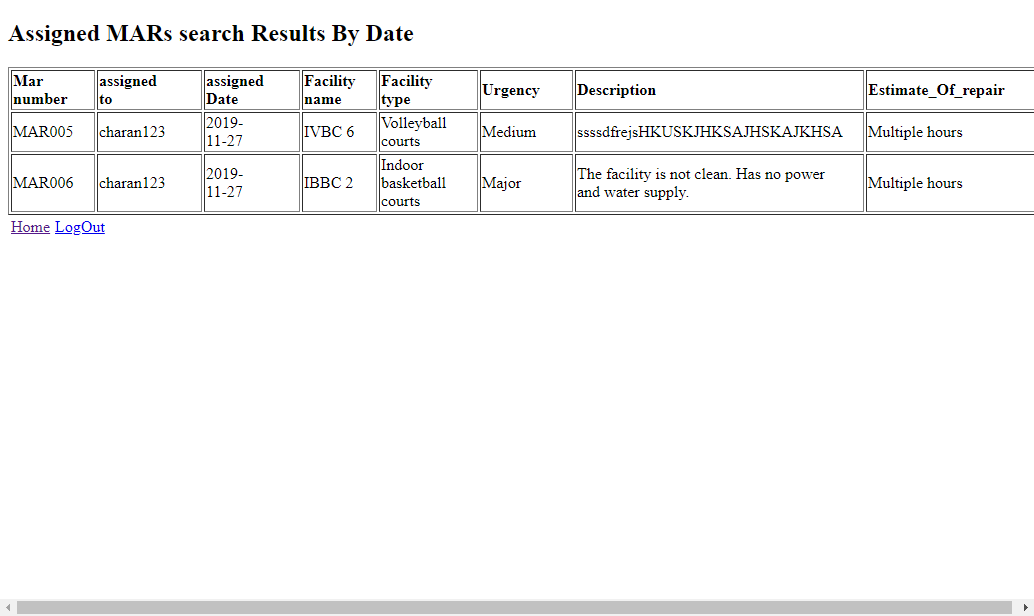 Assigned MARs search Results By Date
Mar number assigned to assigned Date Facility name Facility type Urgency Description Estimate_Of_repair
MAR005 charan123 2019-11-27 IVBC 6 Volleyball courts Medium ssssdfrejsHKUSKJHKSAJHSKAJKHSA Multiple hours
MAR006 charan123 2019-11-27 IBBC 2 Indoor basketball courts Major The facility is not clean. Has no power and water supply. Multiple hours
Home LogOut